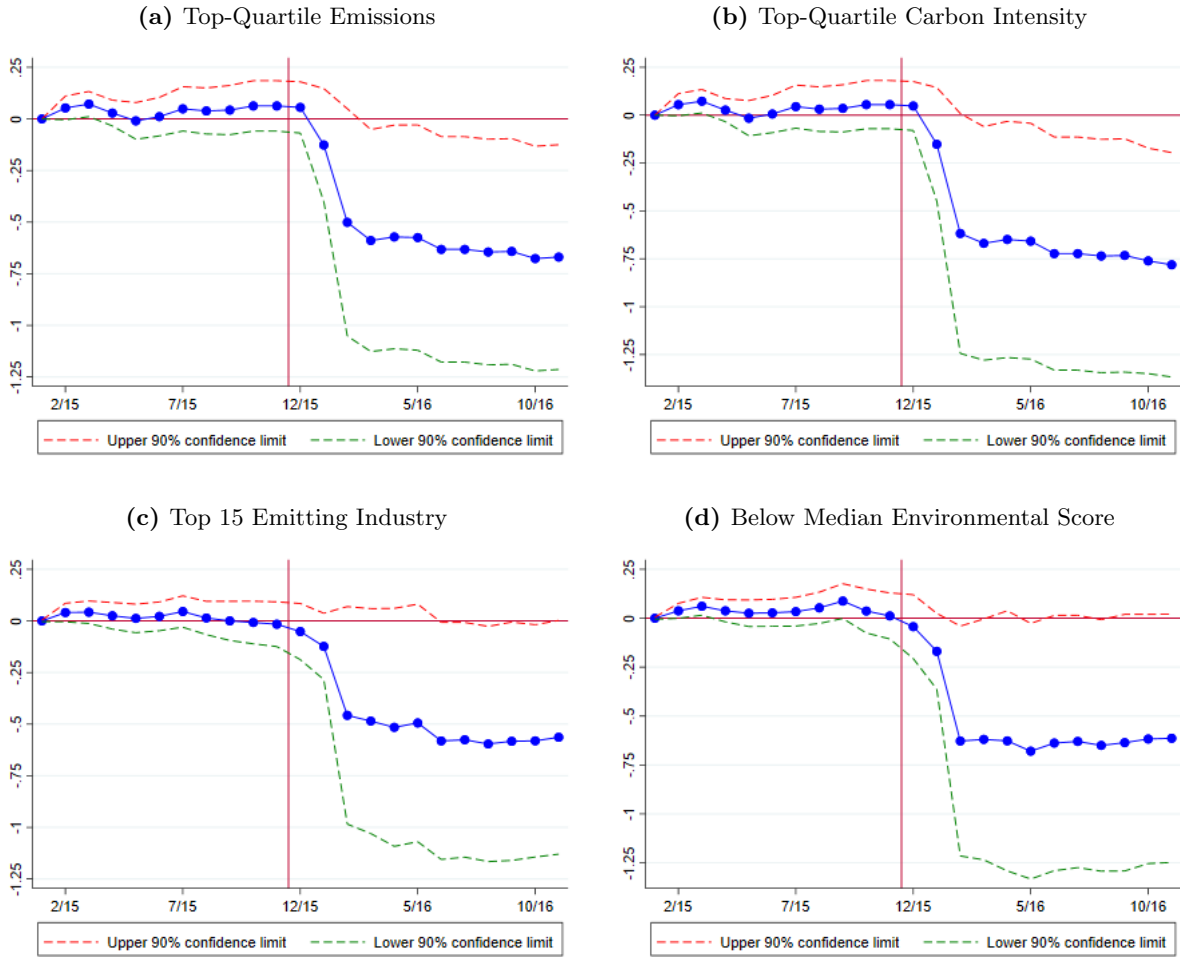 (a) Top-Quartile Emissions
.25
0
-.25
-.5
-.75
-1
-1.25
2/15 7/15 12/15 5/16 10/16
Upper 90% confidence limit Lower 90% confidence limit
(b) Top-Quartile Carbon Intensity
.25
0
-.25
-.5
-.75
-1
-1.25
2/15 7/15 12/15 5/16 10/16
Upper 90% confidence limit Lower 90% confidence limit
(c) Top 15 Emitting Industry
.25
0
-.25
-.5
-.75
-1
-1.25
2/15 7/15 12/15 5/16 10/16
Upper 90% confidence limit Lower 90% confidence limit
(d) Below Median Environmental Score
.25
0
-.25
-.5
-.75
-1
-1.25
2/15 7/15 12/15 5/16 10/16
Upper 90% confidence limit Lower 90% confidence limit